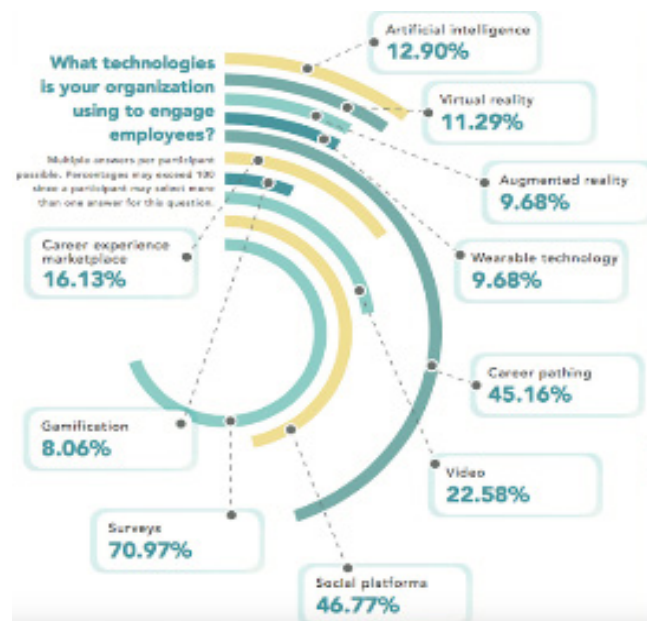 What technologies
is your organization
using to engage
employees?
Multiple answers per participant
possible. Percentages may exceed 100
since a participant may select more
than one answer for this question.
Artificial intelligence
12.90%
Virtual reality
11.29%
Augmented reality
9.68%
Wearable technology
9.68%
Career experience
marketplace
16.13%
Career pathing
45.16%
Gamification
8.06%
Video
22.58%
Surveys
70.97%
Social platforms
46.77%